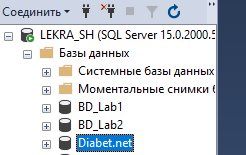 Соединить
LEKRA_SH (SQL Server 15.0.2000.5
Базы данных
Системные базы данных
Моментальные снимки б
BD_Lab1
BD_Lab2
Diabet.net